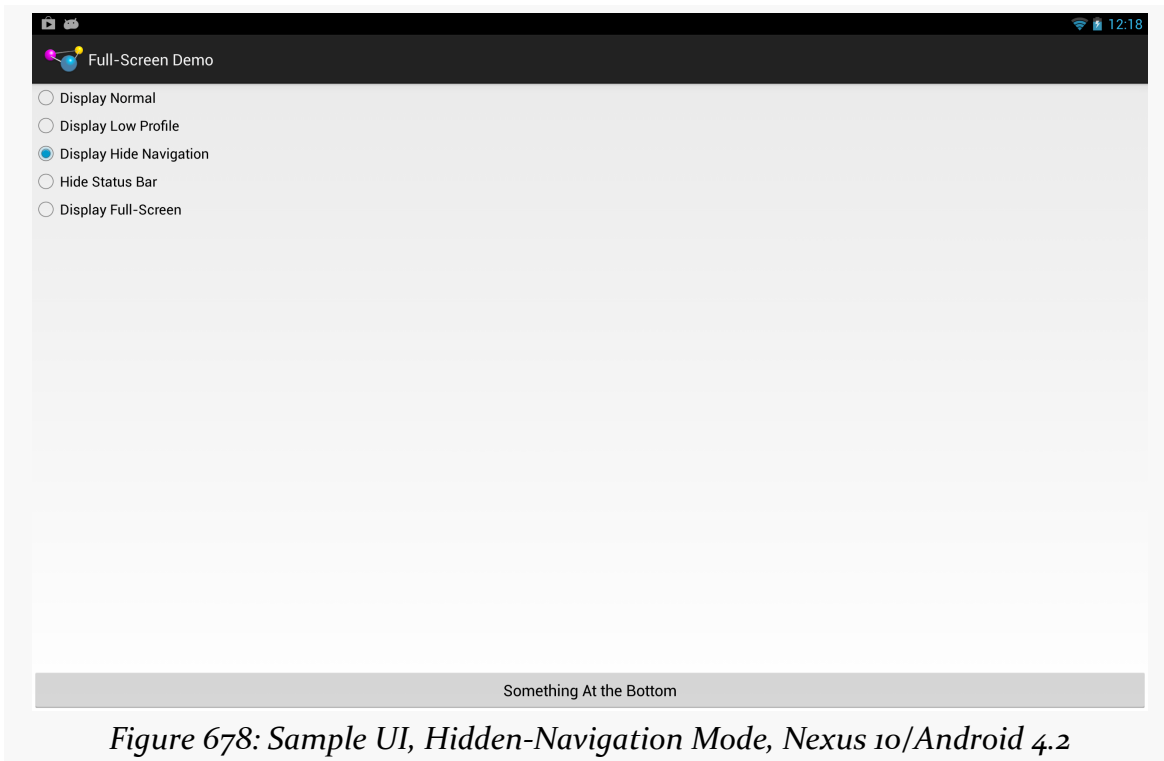 12:18
Full-Screen Demo
Display Normal
Display Low Profile
Display Hide Navigation
Hide Status Bar
Display Full-Screen
Something At the Bottom
Figure 678: Sample UI, Hidden-Navigation Mode, Nexus 10/Android 4.2